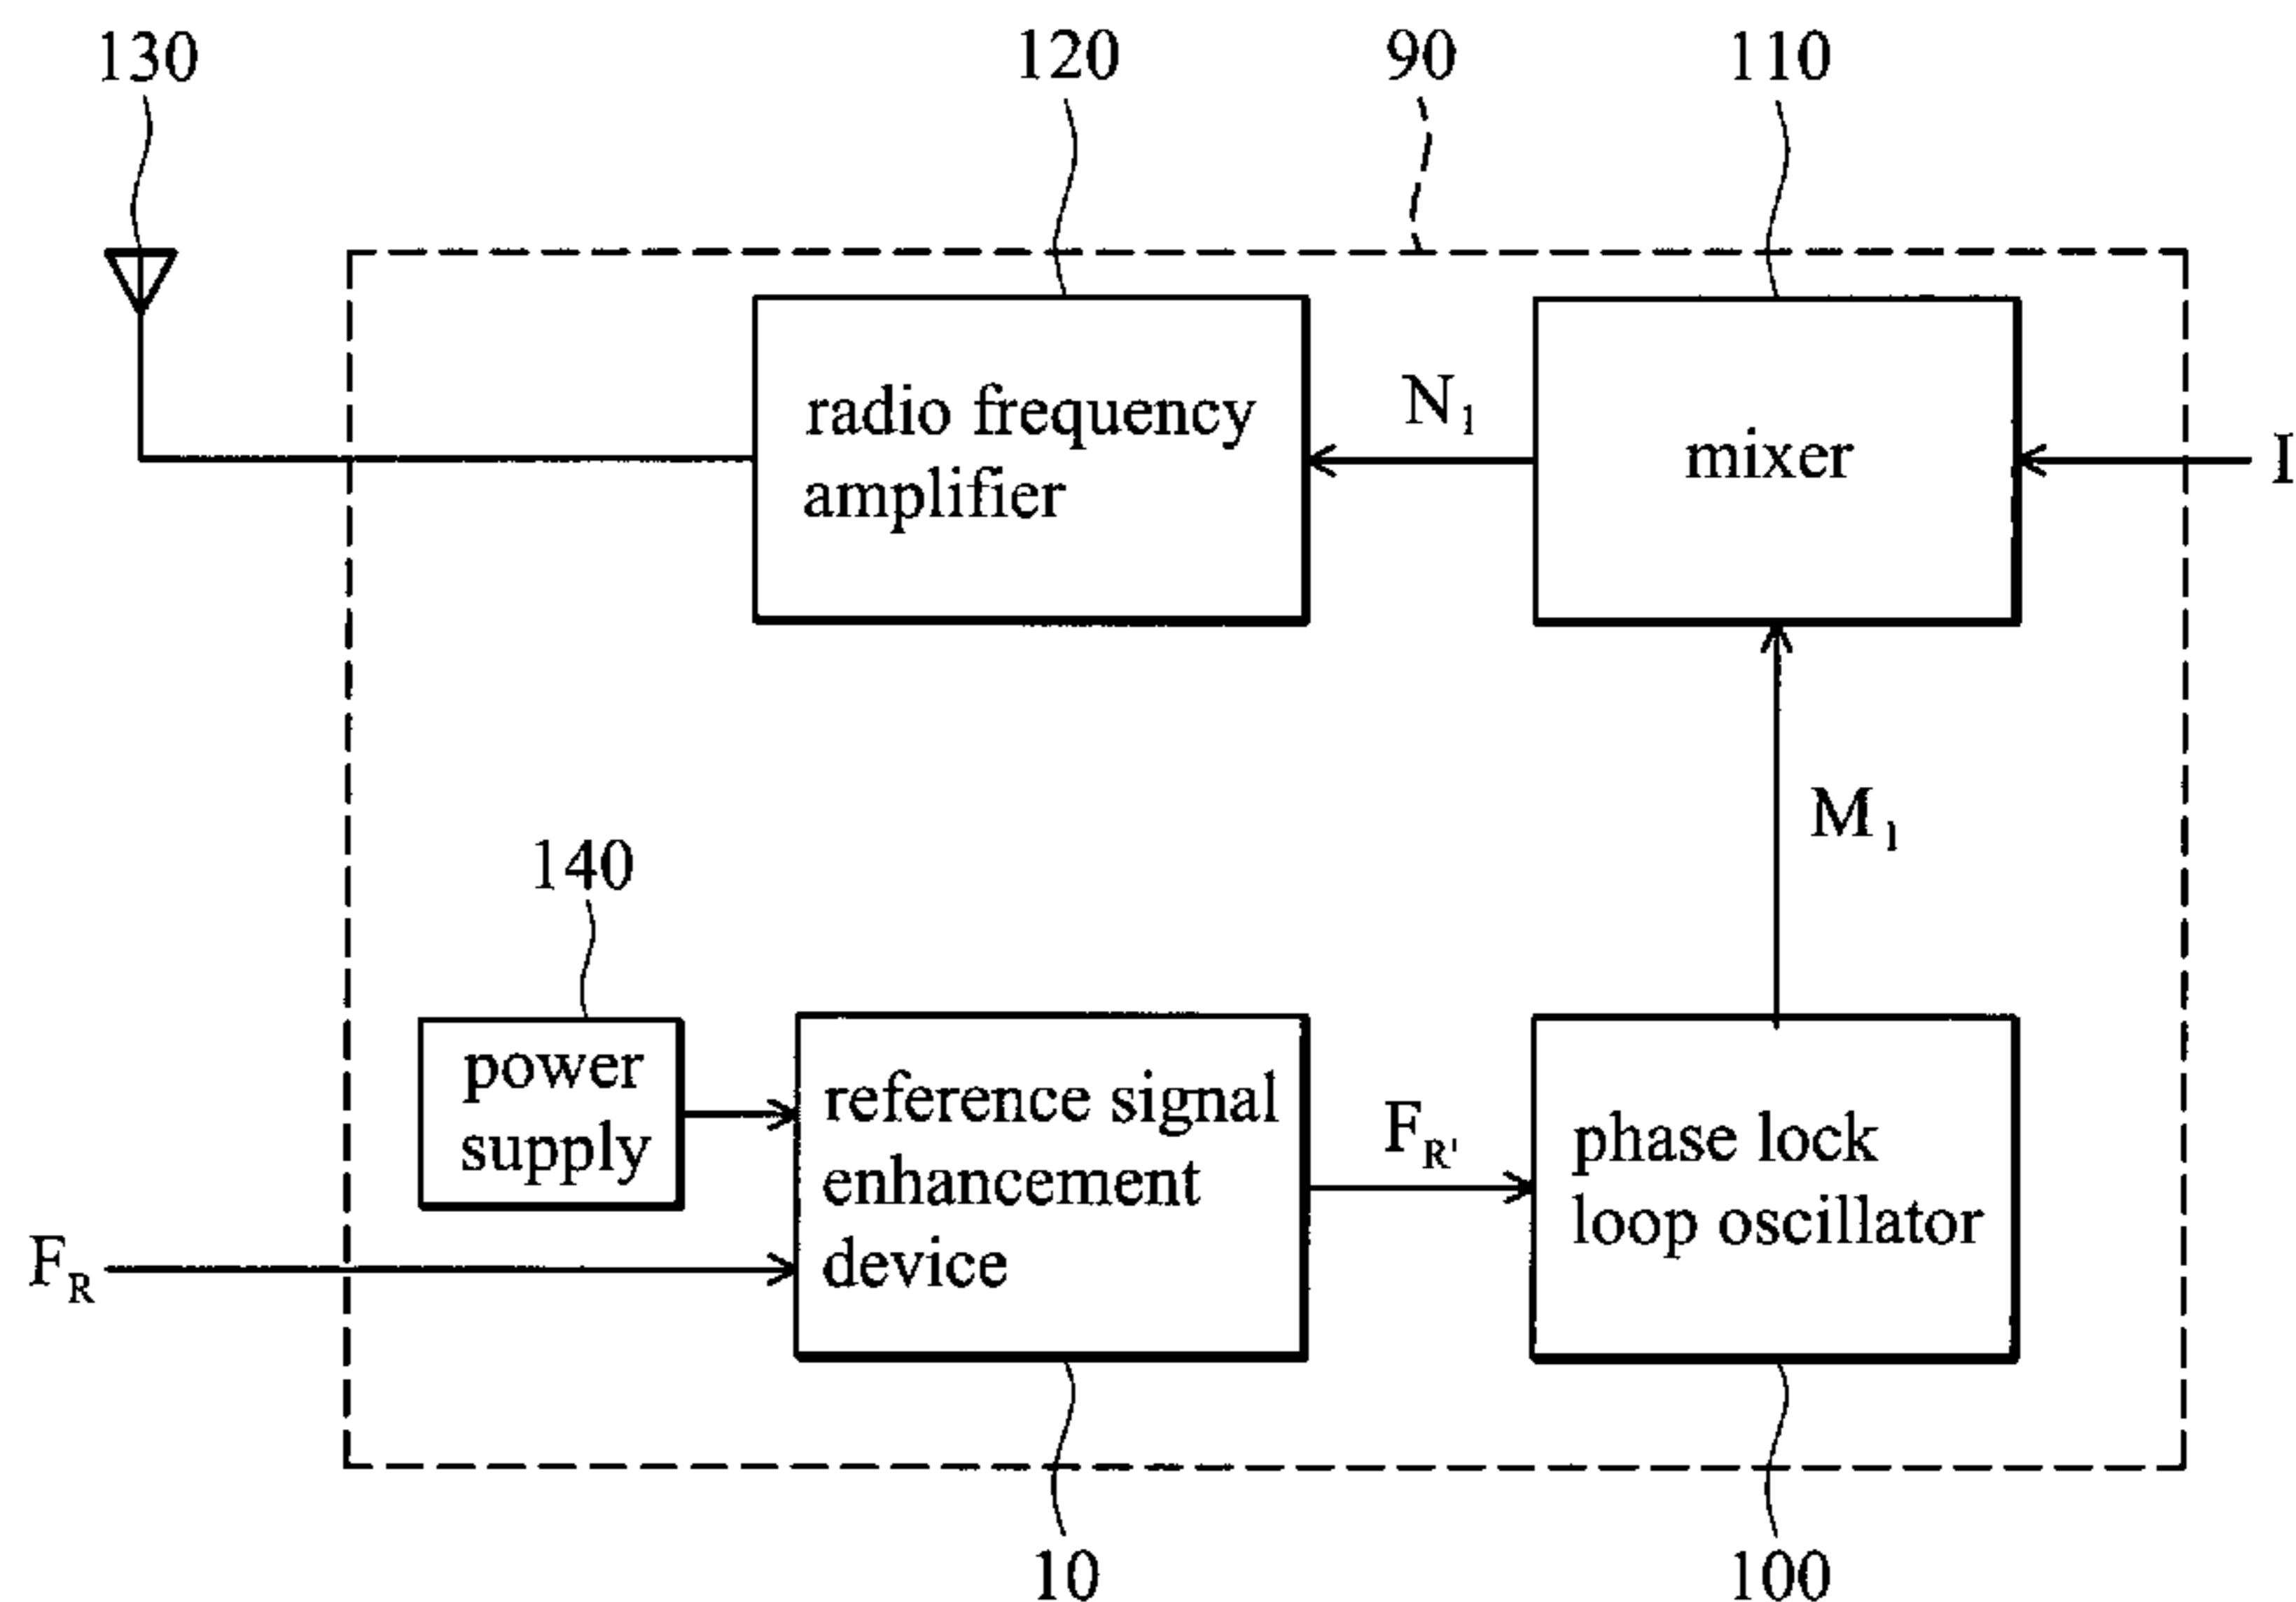 130
120
90
110
radio frequency
amplifier
N1
mixer
I
M1
140
power
supply
reference signal
enhancement
device
FR'
phase lock
loop oscillator
FR
10
100